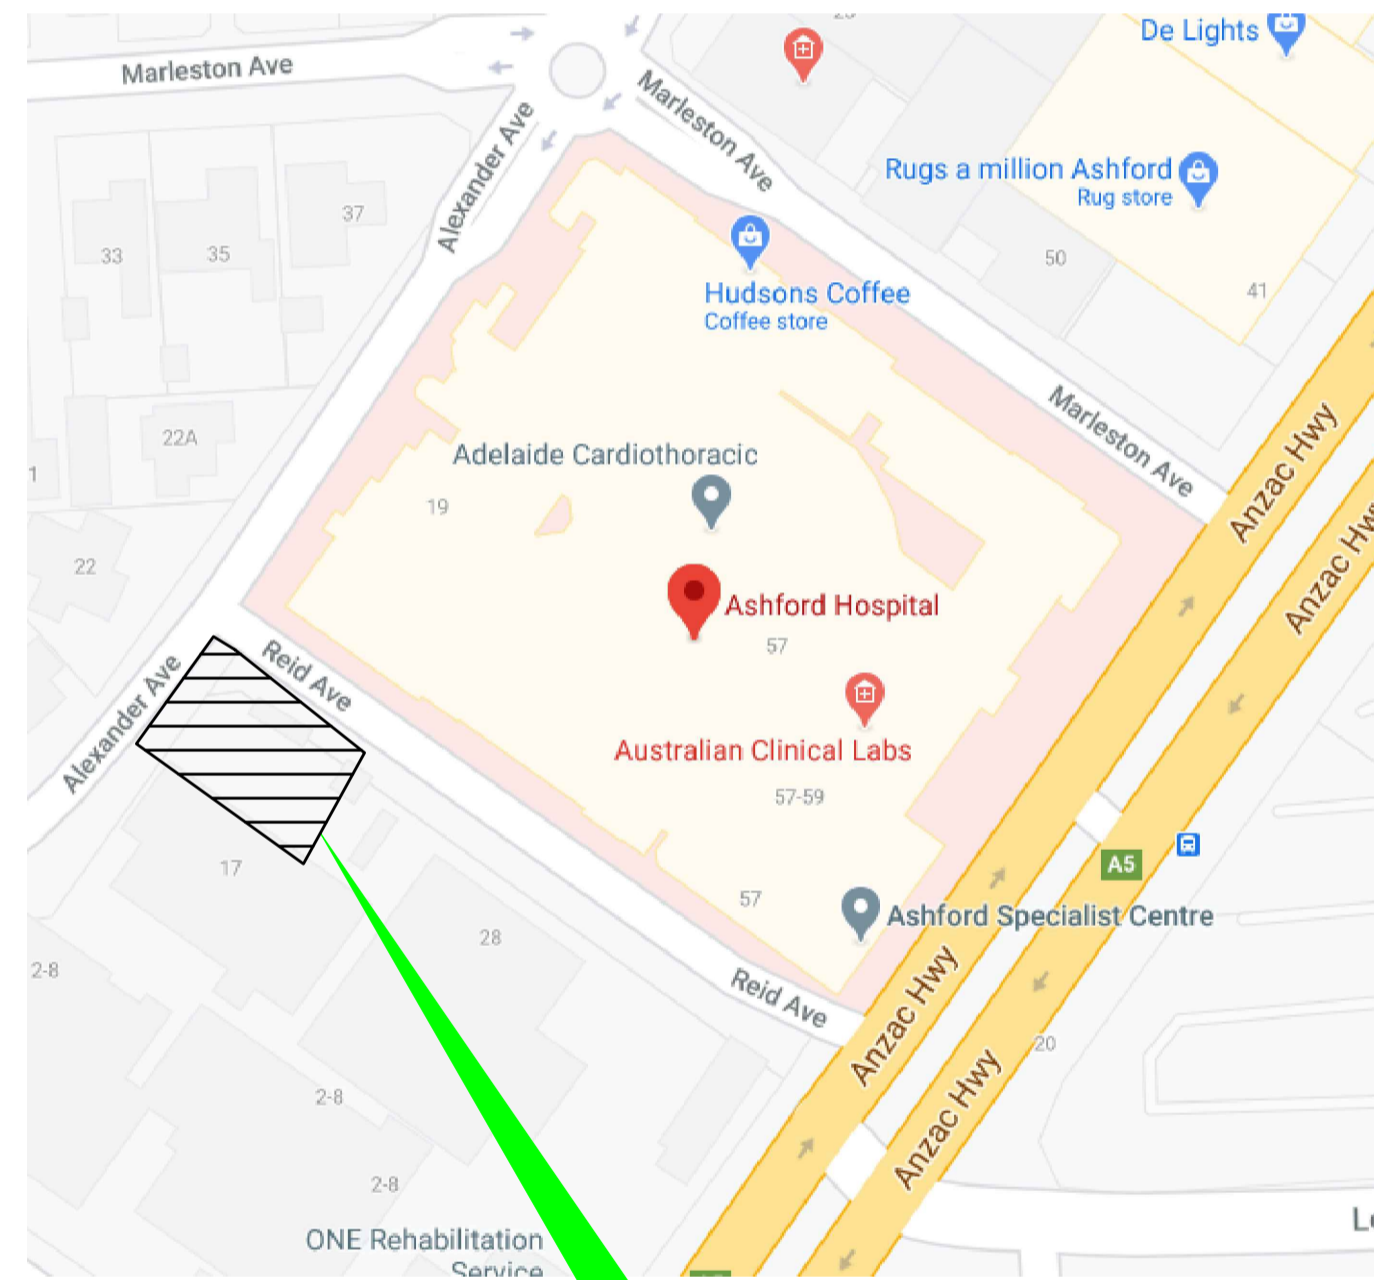 De Lights
Marleston Ave
Marleston Ave
Alexander Ave
Rugs a million Ashford
Rug store
37
33
35
50
41
Hudsons Coffee
Coffee store
Marleston Ave
Anzac Hwy
22A
Adelaide Cardiothoracic
1
19
Anzac Hwy
22
Ashford Hospital
57
Reid Ave
Alexander Ave
Australian Clinical Labs
57-59
A5
17
57
Ashford Specialist Centre
28
2-8
Reid Ave
Anzac Hwy
20
2-8
Anzac Hwy
2-8
ONE Rehabilitation
Service